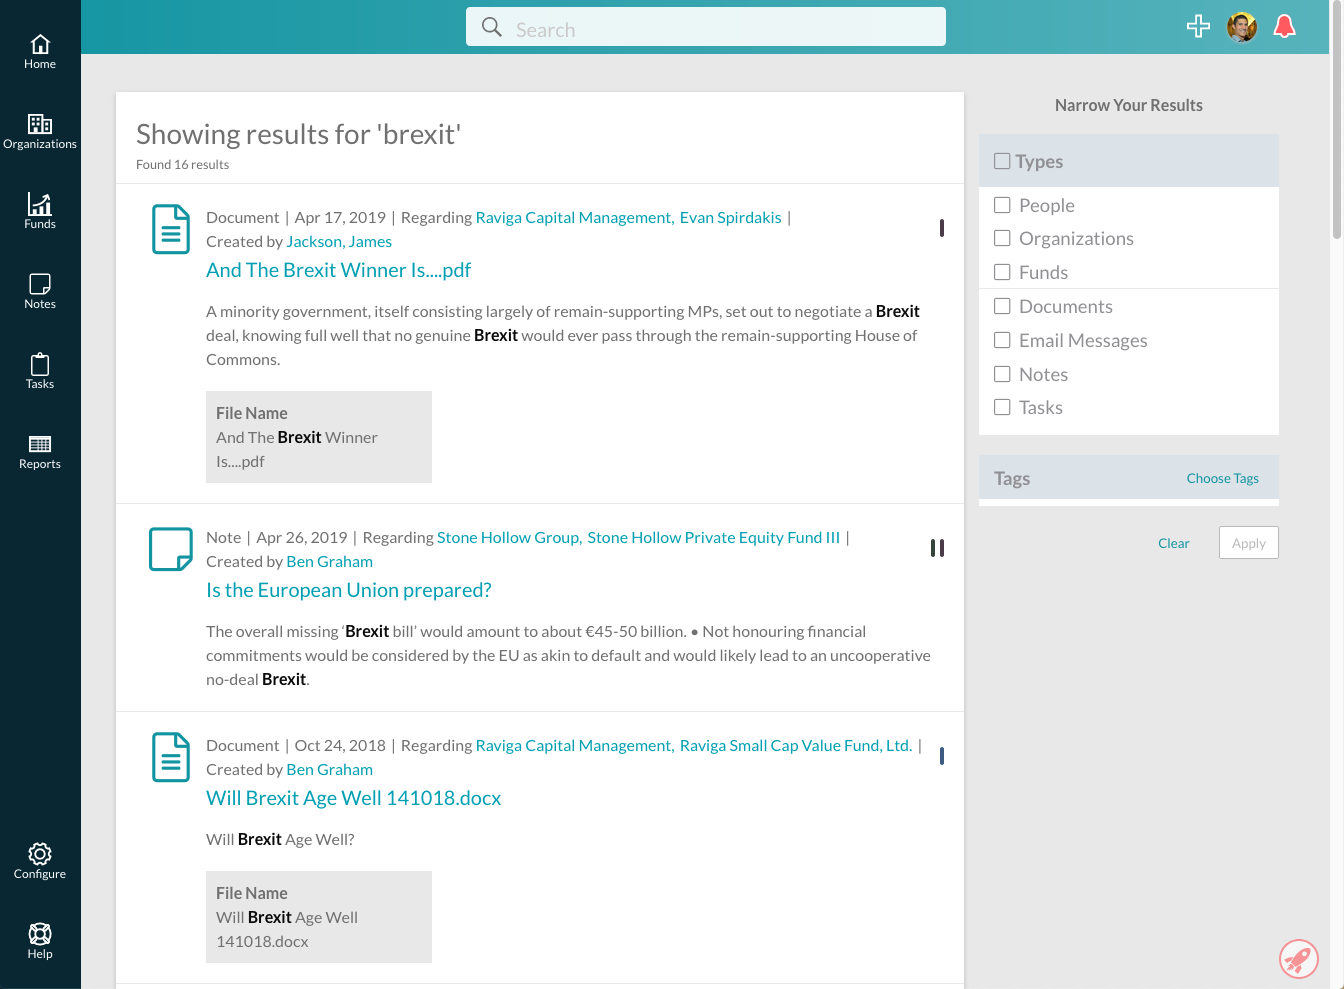 Search
Home
Organizations
Funds
Notes
Tasks
Reports
Configure
Help
Showing results for 'brexit'
Found 16 results
Document | Apr 17, 2019 | Regarding Raviga Capital Management, Evan Spirdakis |
Created by Jackson, James
And The Brexit Winner Is....pdf
A minority government, itself consisting largely of remain-supporting MPs, set out to negotiate a Brexit
deal, knowing full well that no genuine Brexit would ever pass through the remain-supporting House of
Commons.
File Name
And The Brexit Winner
Is....pdf
Note | Apr 26, 2019 | Regarding Stone Hollow Group, Stone Hollow Private Equity Fund III |
Created by Ben Graham
Is the European Union prepared?
The overall missing ‘Brexit bill’ would amount to about €45-50 billion. • Not honouring financial
commitments would be considered by the EU as akin to default and would likely lead to an uncooperative
no-deal Brexit.
Document | Oct 24, 2018 | Regarding Raviga Capital Management, Raviga Small Cap Value Fund, Ltd. |
Created by Ben Graham
Will Brexit Age Well 141018.docx
Will Brexit Age Well?
File Name
Will Brexit Age Well
141018.docx
Narrow Your Results
Types
People
Organizations
Funds
Documents
Email Messages
Notes
Tasks
Tags
Choose Tags
Clear
Apply